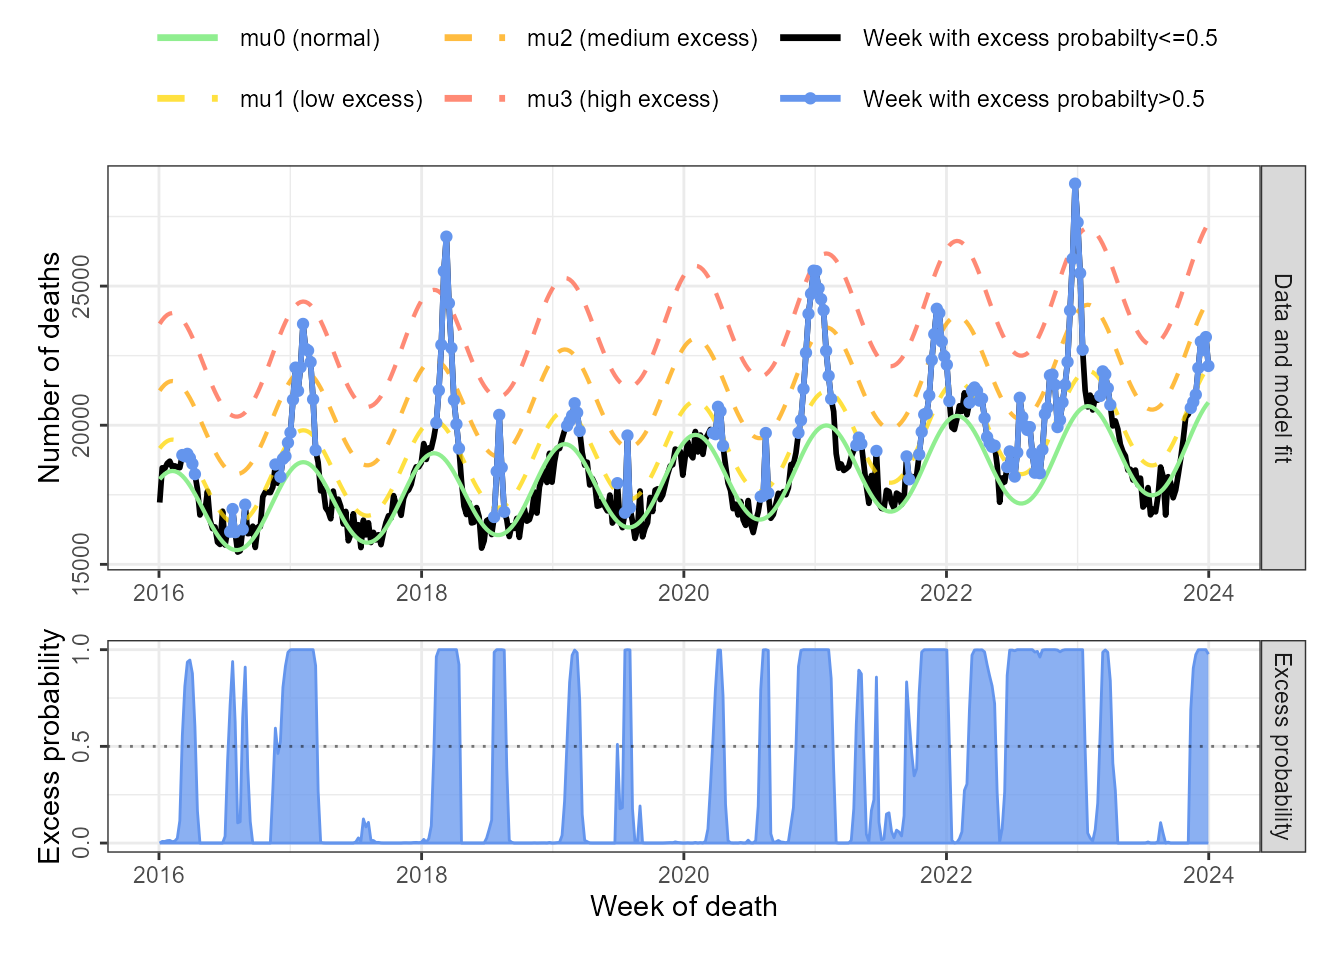 mu0 (normal)
mu2 (medium excess)
Week with excess probabilty<=0.5
mu1 (low excess)
mu3 (high excess)
Week with excess probabilty>0.5
Number of deaths
25000
20000
15000
Data and model fit
2016
2018
2020
2022
2024
Excess probability
1.0
0.5
0.0
Excess probability
2016
2018
2020
2022
2024
Week of death